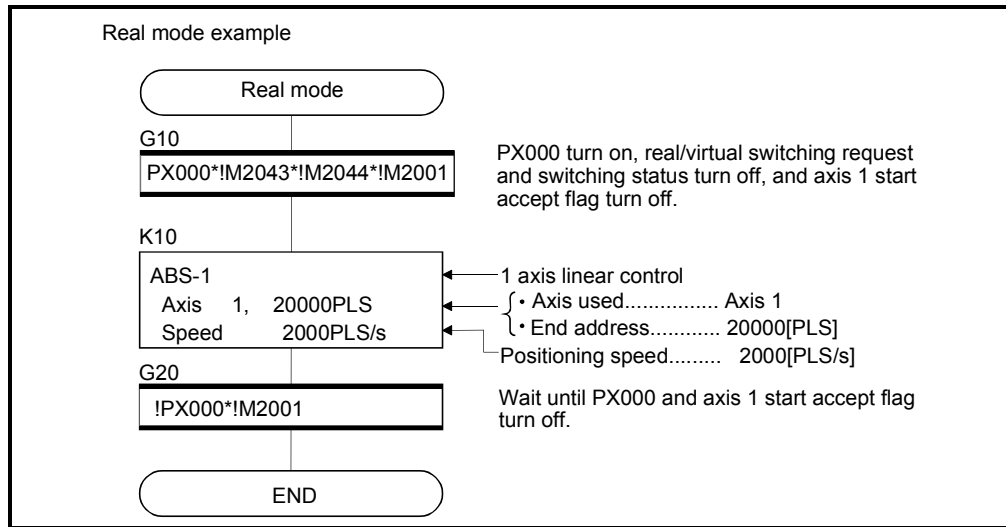 Real mode example
Real mode
G10
PX000*!M2043*!M2044*!M2001
PX000 turn on, real/virtual switching request
and switching status turn off, and axis 1 start
accept flag turn off.
K10
ABS-1
Axis 1, 20000PLS
Speed 2000PLS/s
1 axis linear control
• Axis used................ Axis 1
• End address............ 20000[PLS]
Positioning speed......... 2000[PLS/s]
G20
!PX000*!M2001
Wait until PX000 and axis 1 start accept flag
turn off.
END